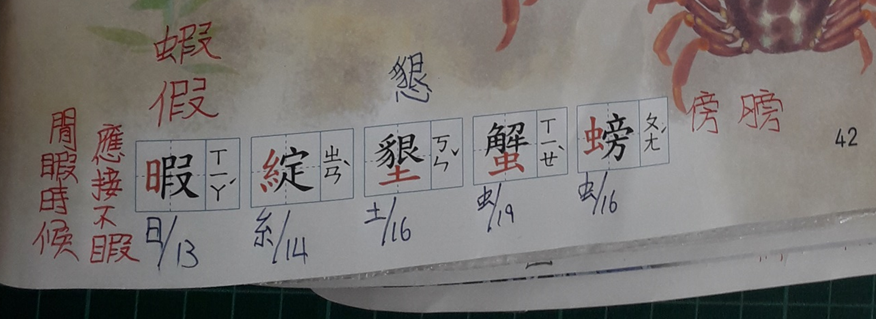 蝦
假
懇
傍 膀
閒暇時候
應接不暇
暇 ㄒㄧㄚˊ
綻 ㄓㄢˋ
墾 ㄎㄣˇ
蟹 ㄒㄧㄝˋ
螃 ㄆㄤˊ
日/13
糸/14
土/16
虫/19
虫/16
42